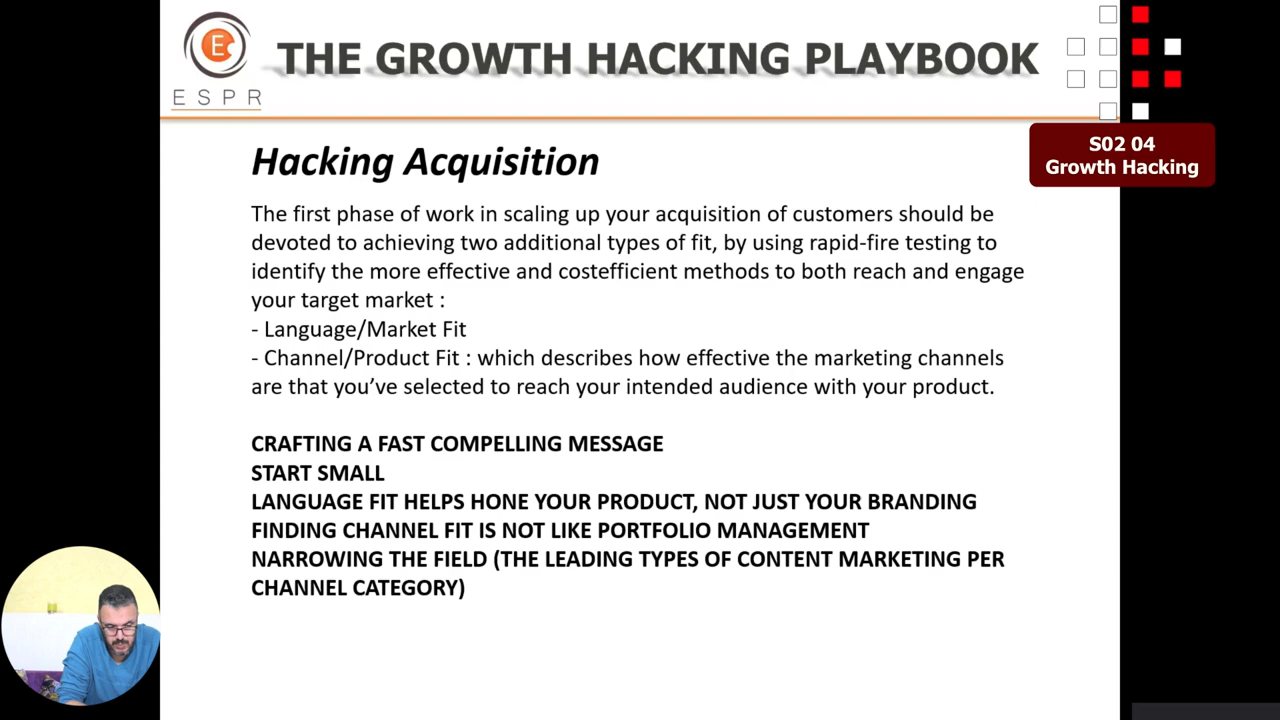 E
ESPR
THE GROWTH HACKING PLAYBOOK
S02 04
Growth Hacking
Hacking Acquisition
The first phase of work in scaling up your acquisition of customers should be
devoted to achieving two additional types of fit, by using rapid-fire testing to
identify the more effective and costefficient methods to both reach and engage
your target market :
- Language/Market Fit
- Channel/Product Fit : which describes how effective the marketing channels
are that you’ve selected to reach your intended audience with your product.
CRAFTING A FAST COMPELLING MESSAGE
START SMALL
LANGUAGE FIT HELPS HONE YOUR PRODUCT, NOT JUST YOUR BRANDING
FINDING CHANNEL FIT IS NOT LIKE PORTFOLIO MANAGEMENT
NARROWING THE FIELD (THE LEADING TYPES OF CONTENT MARKETING PER
CHANNEL CATEGORY)